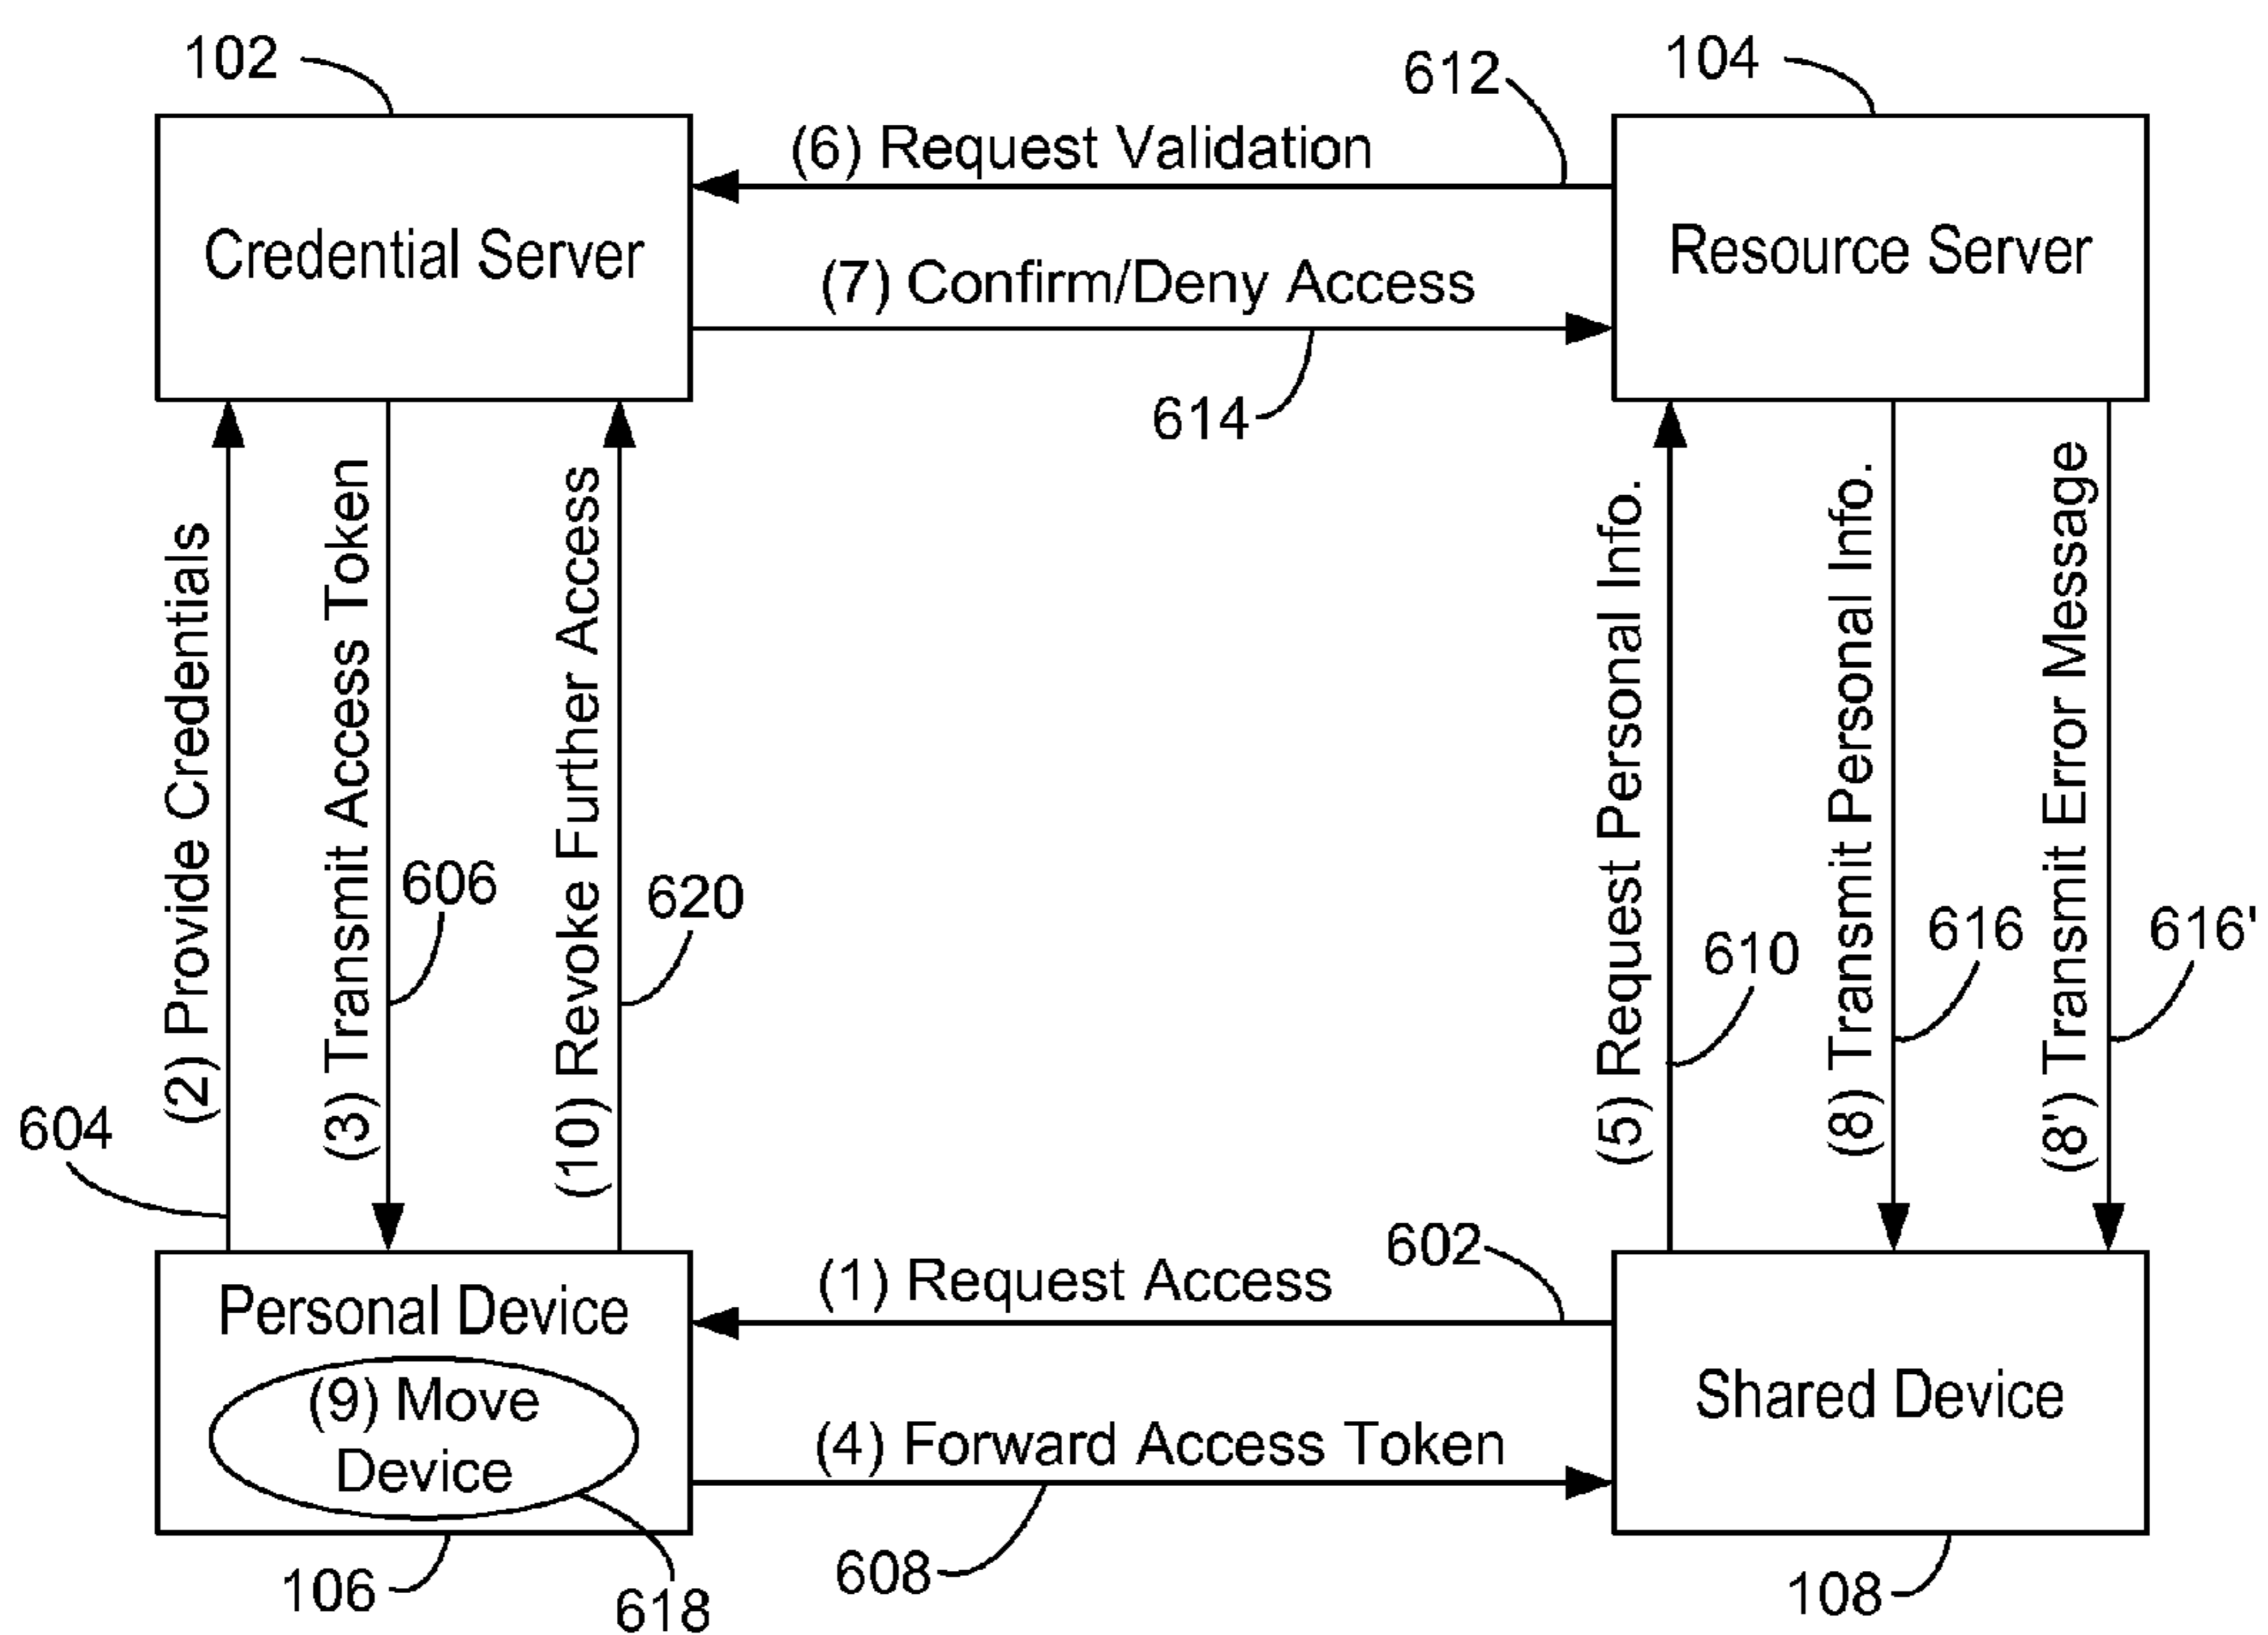 102
104
612
(6) Request Validation
Credential Server
Resource Server
(7) Confirm/Deny Access
614
(2) Provide Credentials
(3) Transmit Access Token
(10) Revoke Further Access
(5) Request Personal Info.
(8) Transmit Personal Info.
(8') Transmit Error Message
606
620
610
616
616'
604
602
(1) Request Access
Personal Device
(9) Move
Device
Shared Device
(4) Forward Access Token
608
106
618
108